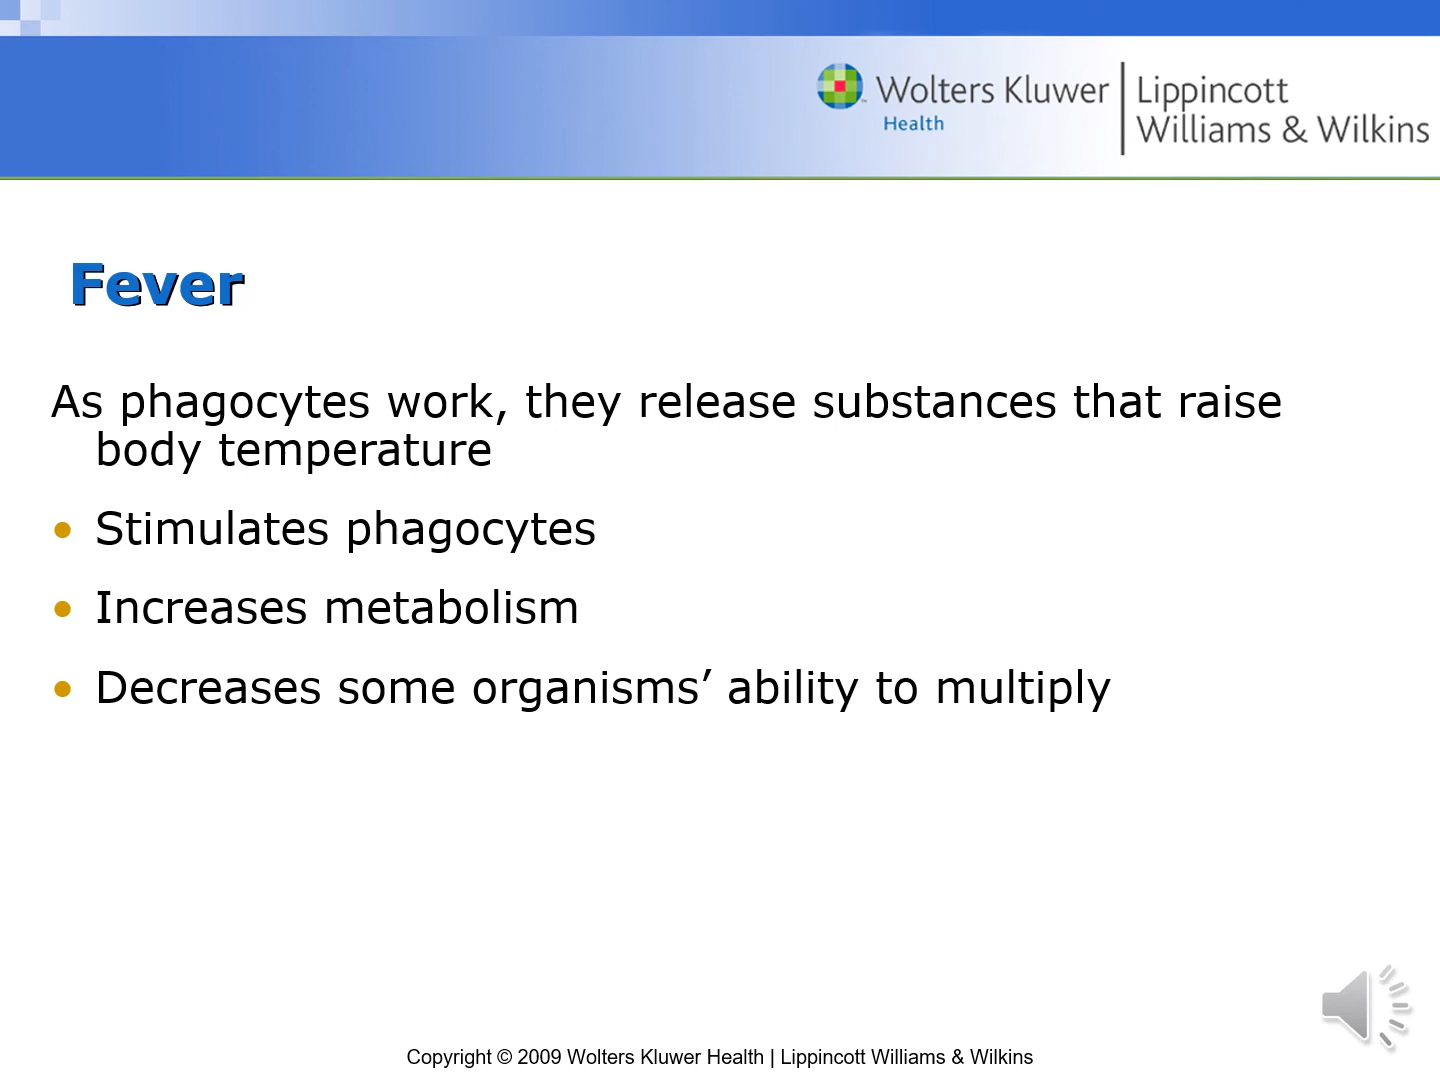 Wolters Kluwer
Health
Lippincott
Williams & Wilkins
Fever
As phagocytes work, they release substances that raise
body temperature
• Stimulates phagocytes
• Increases metabolism
• Decreases some organisms’ ability to multiply
Copyright © 2009 Wolters Kluwer Health | Lippincott Williams & Wilkins